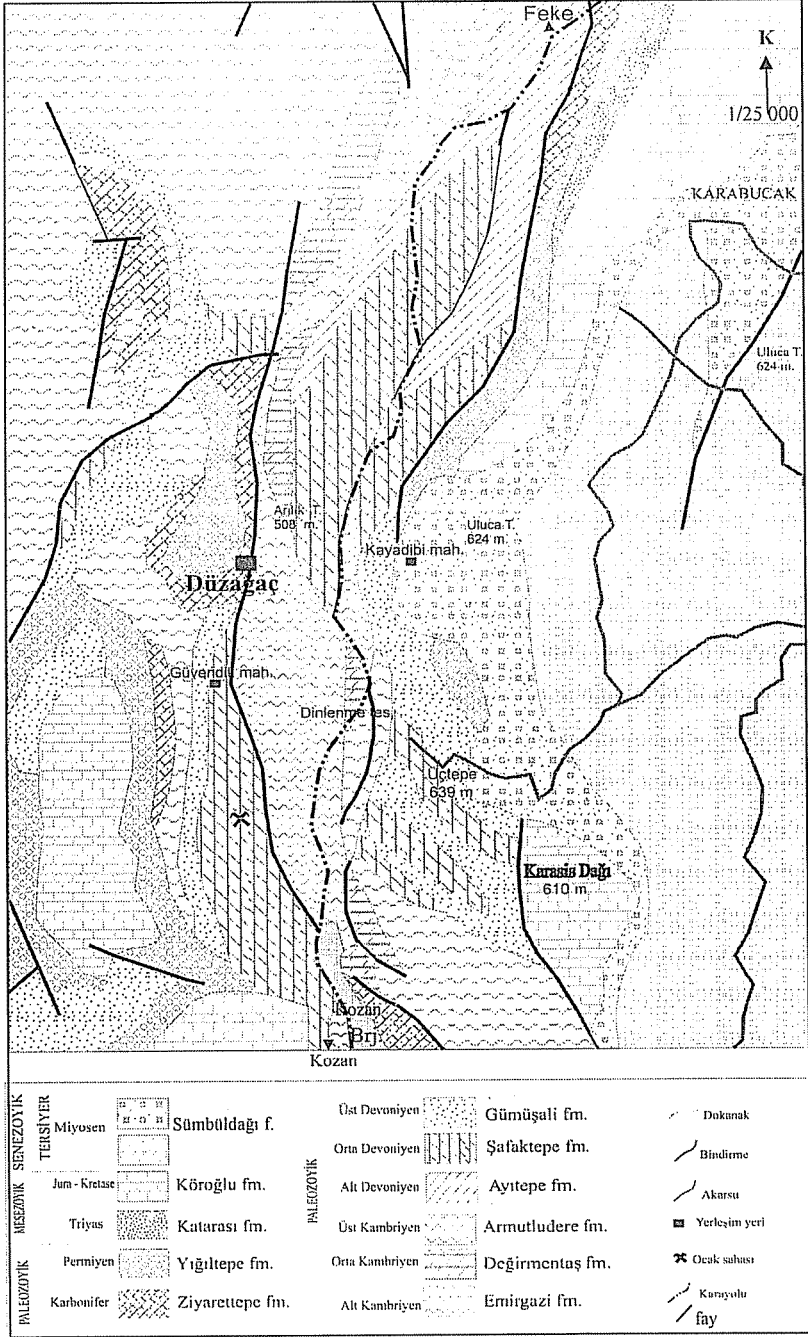 Feke
K
1/25 000
KARABUCAK
Uluca T.
624 m.
Arılık T.
508 m.
Uluca T.
624 m.
Kayadibi mah.
Düzağaç
Güvendu mah.
Dinlenme tes.
Üçtepe
639 m
Karasis Dağı
610 m.
Kozan
Brj.
Kozan
SENEZOYİK
TERSİYER
Miyosen
Sümbüldağı f.
MESEZOYİK
Jura - Kretase
Köroğlu fm.
Triyas
Katarası fm.
PALEOZOYİK
Permiyen
Yığıltepe fm.
Karbonifer
Ziyarettepe fm.
PALEOZOYİK
Üst Devoniyen
Gümüşali fm.
Orta Devoniyen
Şafaktepe fm.
Alt Devoniyen
Ayıtepe fm.
Üst Kambriyen
Armutludere fm.
Orta Kambriyen
Değirmentaş fm.
Alt Kambriyen
Emirgazi fm.
Dokanak
Bindirme
Akarsu
Yerleşim yeri
Ocak sahası
Karayolu
fay